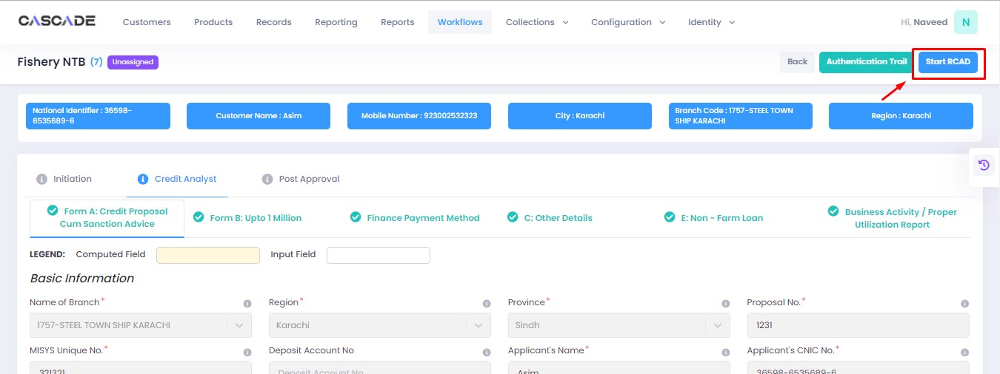 CASCADE Customers Products Records Reporting Reports Workflows Collections Configuration Identity Hi, Naveed N
Fishery NTB (7) Unassigned Back Authentication Trail Start RCAD
National Identifier : 36598-
6535689-6
Customer Name : Asim
Mobile Number : 923002532323
City : Karachi
Branch Code : 1757-STEEL TOWN
SHIP KARACHI
Region : Karachi
Initiation Credit Analyst Post Approval
Form A: Credit Proposal
Cum Sanction Advice
Form B: Upto 1 Million
Finance Payment Method
C: Other Details
E: Non - Farm Loan
Business Activity / Proper
Utilization Report
LEGEND: Computed Field Input Field
Basic Information
Name of Branch* Region* Province* Proposal No.*
1757-STEEL TOWN SHIP KARACHI Karachi Sindh 1231
MISYS Unique No.* Deposit Account No Applicant's Name* Applicant's CNIC No.*
321321 Deposit Account No Asim 36598-6535689-6